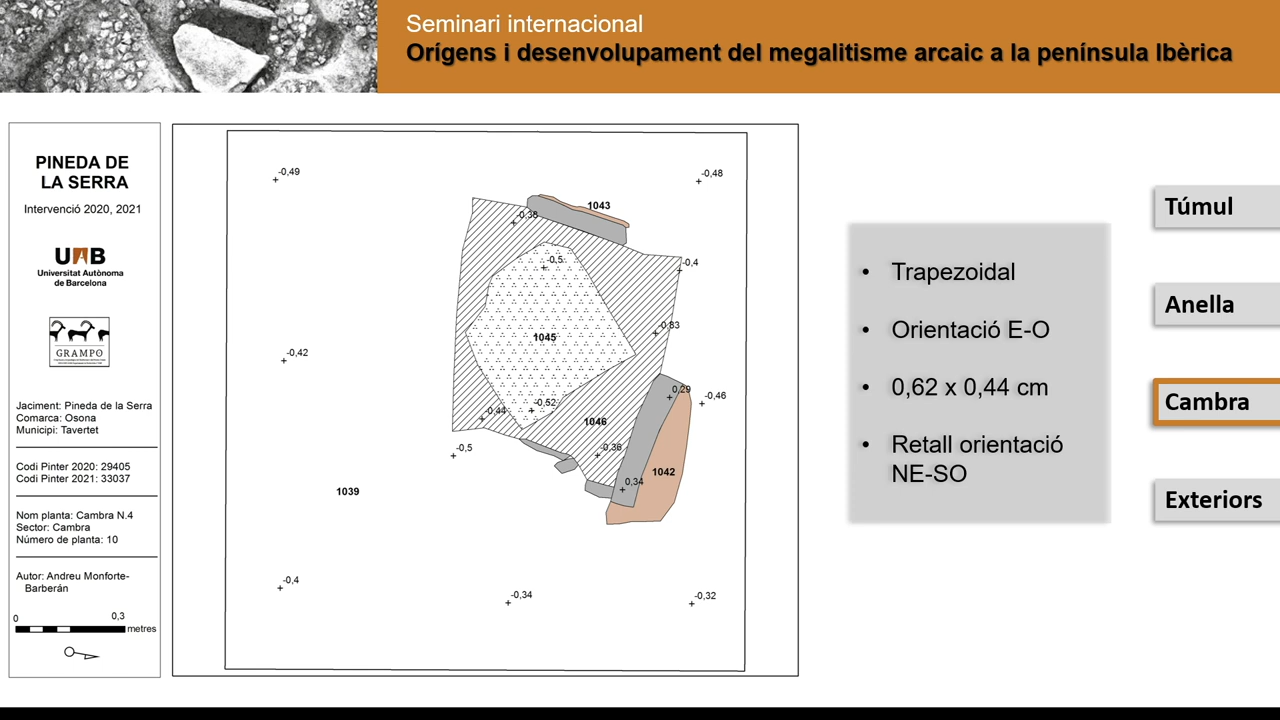 Seminari internacional
Orígens i desenvolupament del megalitisme arcaic a la península Ibèrica
PINEDA DE
LA SERRA
Intervenció 2020, 2021
UAB
Universitat Autònoma
de Barcelona
GRAMPO
Jaciment: Pineda de la Serra
Comarca: Osona
Municipi: Tavertet
Codi Pinter 2020: 29405
Codi Pinter 2021: 33037
Nom planta: Cambra N.4
Sector: Cambra
Número de planta: 10
Autor: Andreu Monforte-
Barberán
0 0,3
metres
-0,49
-0,48
1043
-0,38
-0,5
-0,4
-0,83
1045
-0,42
0,29
-0,46
-0,44
-0,52
1046
-0,5
-0,36
1042
0,34
1039
-0,4
-0,34
-0,32
• Trapezoidal
• Orientació E-O
• 0,62 x 0,44 cm
• Retall orientació
NE-SO
Túmul
Anella
Cambra
Exteriors